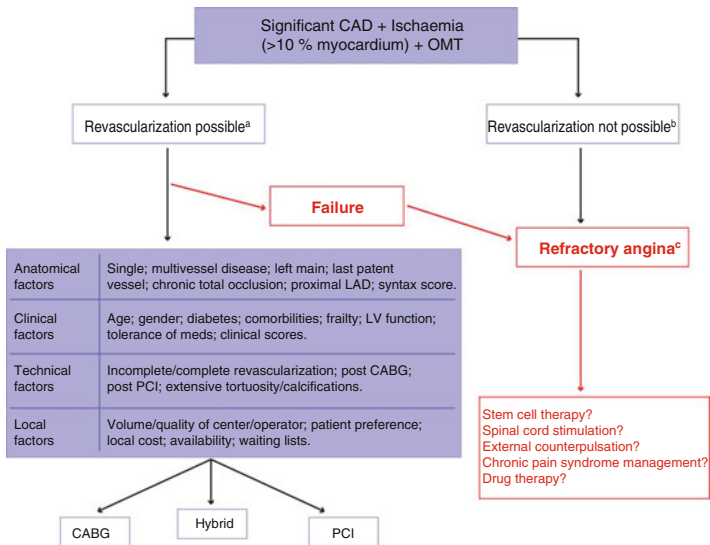 Significant CAD + Ischaemia
(>10 % myocardium) + OMT
Revascularization possibleᵃ
Revascularization not possibleᵇ
Failure
Refractory anginaᶜ
Anatomical factors
Single; multivessel disease; left main; last patent
vessel; chronic total occlusion; proximal LAD; syntax score.
Clinical factors
Age; gender; diabetes; comorbilities; frailty; LV function;
tolerance of meds; clinical scores.
Technical factors
Incomplete/complete revascularization; post CABG;
post PCI; extensive tortuosity/calcifications.
Local factors
Volume/quality of center/operator; patient preference;
local cost; availability; waiting lists.
Stem cell therapy?
Spinal cord stimulation?
External counterpulsation?
Chronic pain syndrome management?
Drug therapy?
CABG
Hybrid
PCI